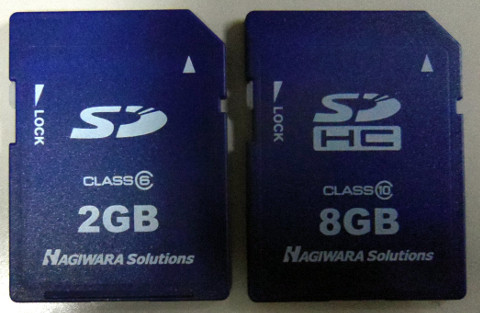 LOCK
SD
CLASS 6
2GB
HAGIWARA Solutions
LOCK
SD
HC
CLASS 10
8GB
HAGIWARA Solutions